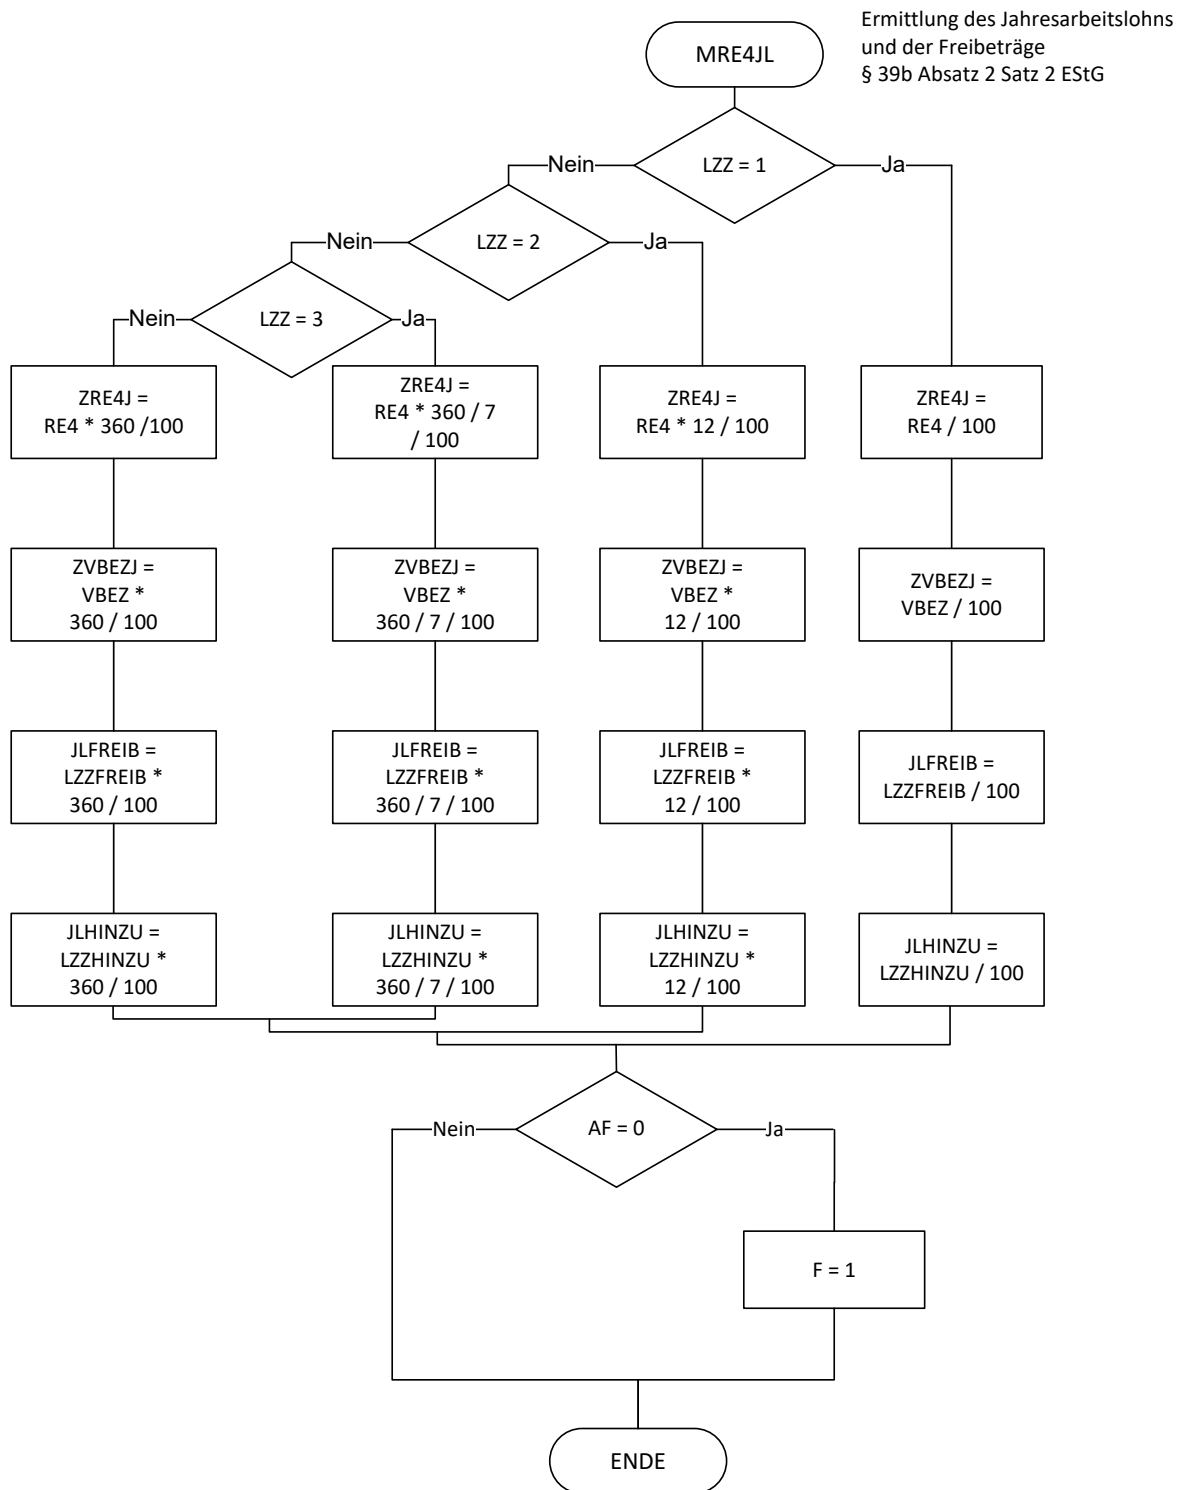 Ermittlung des Jahresarbeitslohns
und der Freibeträge
§ 39b Absatz 2 Satz 2 EStG
MRE4JL
LZZ = 1
Nein
Ja
LZZ = 2
Nein
Ja
LZZ = 3
Nein
Ja
ZRE4J =
RE4 * 360 /100
ZRE4J =
RE4 * 360 / 7
/ 100
ZRE4J =
RE4 * 12 / 100
ZRE4J =
RE4 / 100
ZVBEZJ =
VBEZ *
360 / 100
ZVBEZJ =
VBEZ *
360 / 7 / 100
ZVBEZJ =
VBEZ *
12 / 100
ZVBEZJ =
VBEZ / 100
JLFREIB =
LZZFREIB *
360 / 100
JLFREIB =
LZZFREIB *
360 / 7 / 100
JLFREIB =
LZZFREIB *
12 / 100
JLFREIB =
LZZFREIB / 100
JLHINZU =
LZZHINZU *
360 / 100
JLHINZU =
LZZHINZU *
360 / 7 / 100
JLHINZU =
LZZHINZU *
12 / 100
JLHINZU =
LZZHINZU / 100
AF = 0
Nein
Ja
F = 1
ENDE